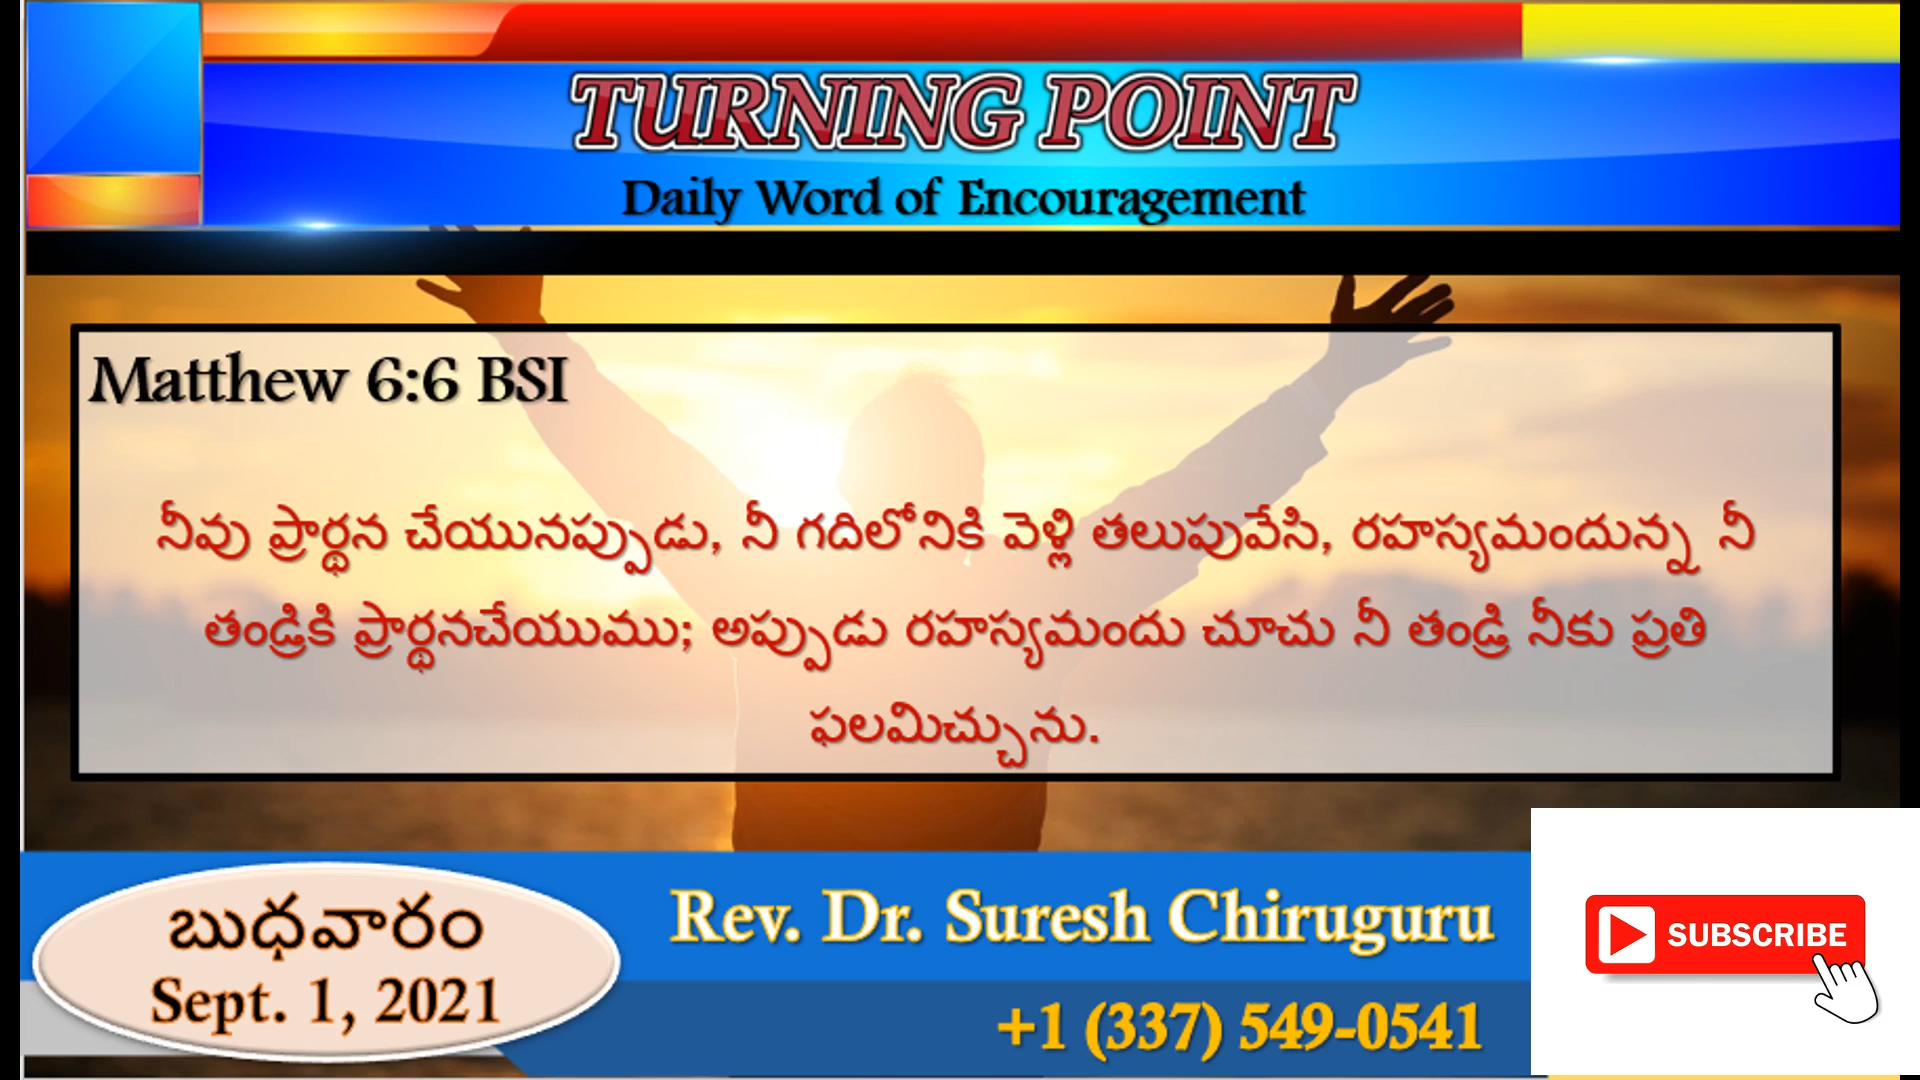 TURNING POINT
Daily Word of Encouragement
Matthew 6:6 BSI
నీవు ప్రార్థన చేయునప్పుడు, నీ గదిలోనికి వెళ్లి తలుపువేసి, రహస్యమందున్న నీ
తండ్రికి ప్రార్థనచేయుము; అప్పుడు రహస్యమందు చూచు నీ తండ్రి నీకు ప్రతి
ఫలమిచ్చును.
బుధవారం
Sept. 1, 2021
Rev. Dr. Suresh Chiruguru
+1 (337) 549-0541
SUBSCRIBE